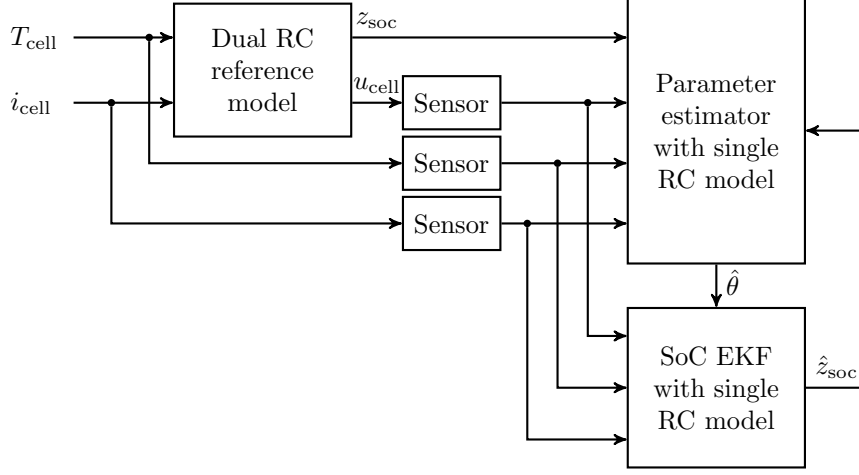 z_soc
T_cell
Dual RC
reference
model
u_cell
i_cell
Sensor
Sensor
Sensor
Parameter
estimator
with single
RC model
θ̂
SoC EKF
with single
RC model
ẑ_soc